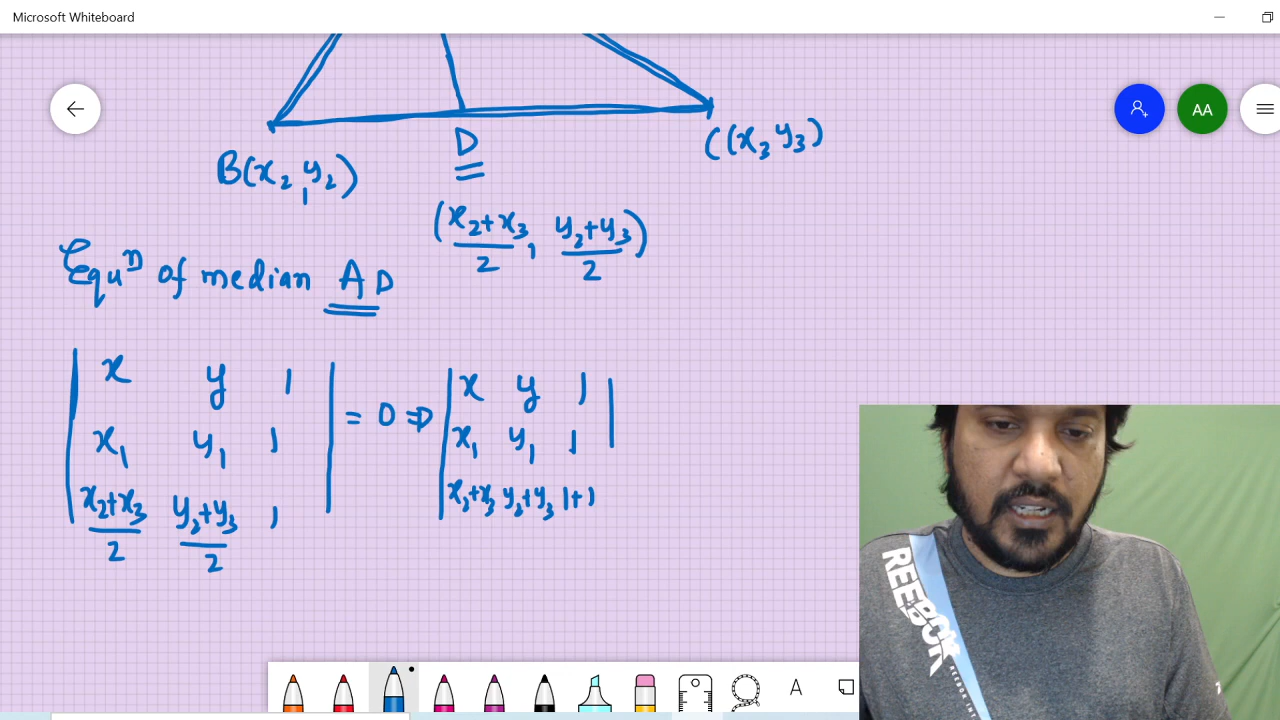 Microsoft Whiteboard
AA
B(x₂, y₂)
D
C(x₃ y₃)
(x₂+x₃/2, y₂+y₃/2)
Equⁿ of median AD
| x y 1 |
| x₁ y₁ 1 |
| x₂+x₃/2 y₂+y₃/2 1 | = 0 ⇒
| x y 1 |
| x₁ y₁ 1 |
| x₂+x₃ y₂+y₃ 1+1
REEBOK
A